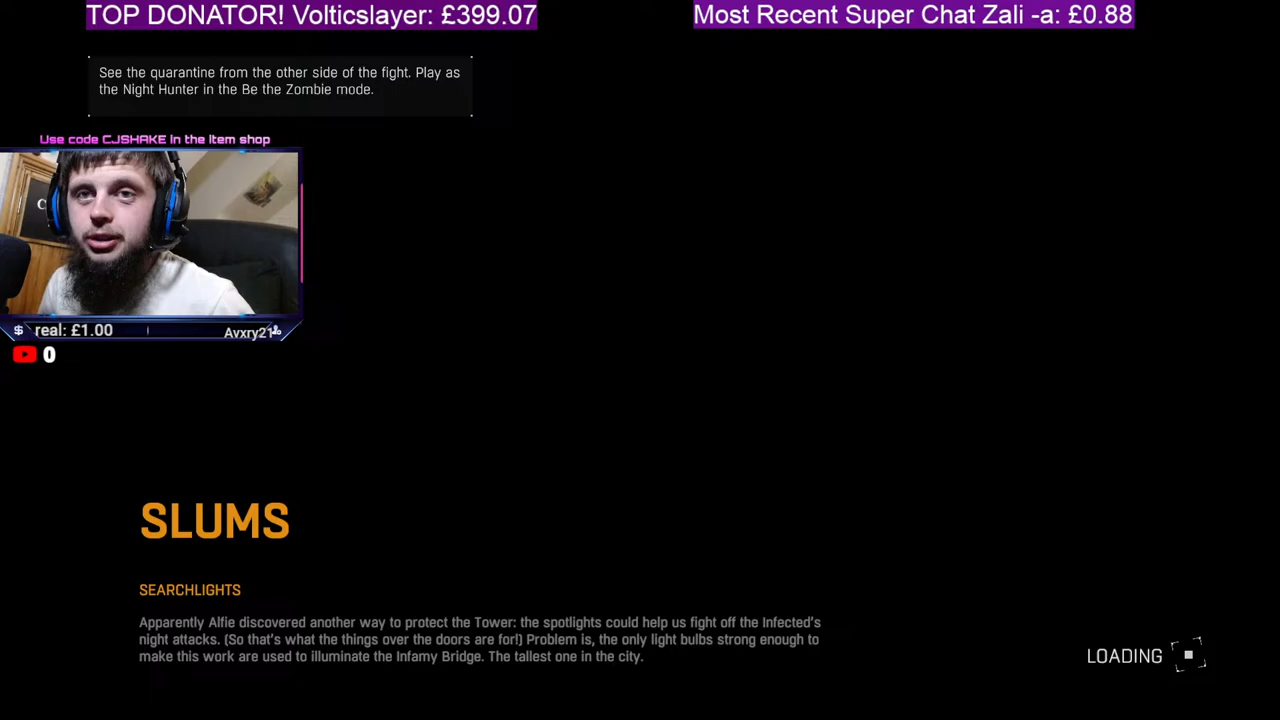 TOP DONATOR! Volticslayer: £399.07
Most Recent Super Chat Zali -a: £0.88
See the quarantine from the other side of the fight. Play as
the Night Hunter in the Be the Zombie mode.
Use code CJSHAKE in the item shop
real: £1.00
Avxry21
0
SLUMS
SEARCHLIGHTS
Apparently Alfie discovered another way to protect the Tower: the spotlights could help us fight off the Infected's
night attacks. (So that's what the things over the doors are for!) Problem is, the only light bulbs strong enough to
make this work are used to illuminate the Infamy Bridge. The tallest one in the city.
LOADING